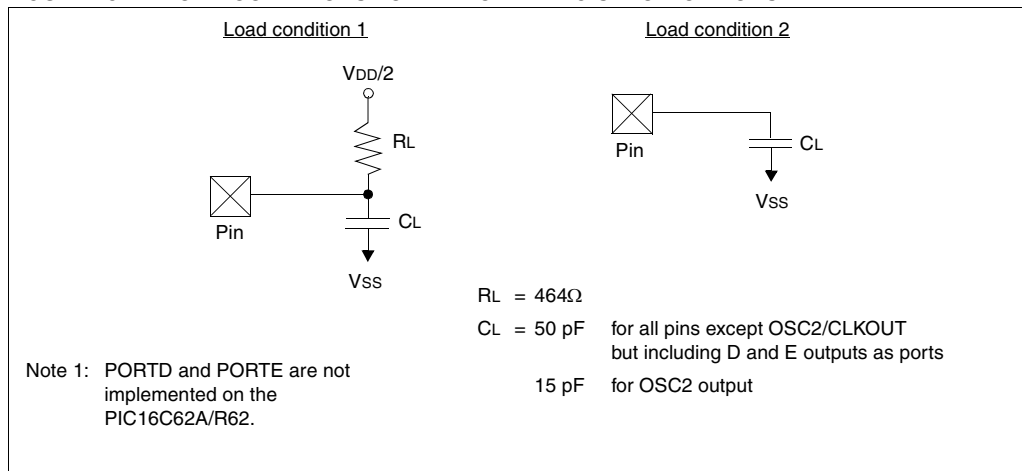 Load condition 1
Load condition 2
VDD/2
RL
Pin
CL
VSS
Pin
CL
VSS
RL = 464Ω
CL = 50 pF for all pins except OSC2/CLKOUT
but including D and E outputs as ports
15 pF for OSC2 output
Note 1: PORTD and PORTE are not
implemented on the
PIC16C62A/R62.